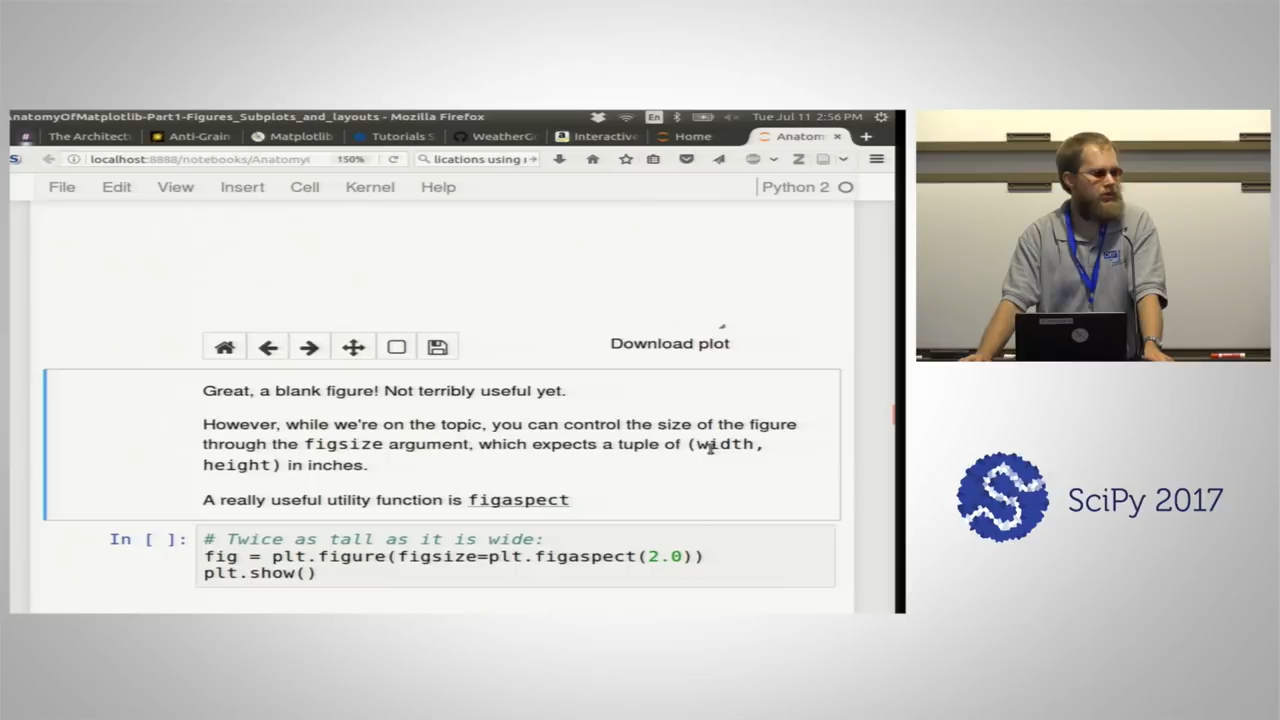 AnatomyOfMatplotlib-Part1-Figures_Subplots_and_layouts - Mozilla Firefox
En
Tue Jul 11 2:56 PM
The Architect
Anti-Grain
Matplotlib
Tutorials S
WeatherG
Interactive
Home
Anatom
localhost:8888/notebooks/Anatomy
150%
lications using
File Edit View Insert Cell Kernel Help
Python 2
Download plot
Great, a blank figure! Not terribly useful yet.
However, while we're on the topic, you can control the size of the figure
through the figsize argument, which expects a tuple of (width,
height) in inches.
A really useful utility function is figaspect
In [ ]:
# Twice as tall as it is wide:
fig = plt.figure(figsize=plt.figaspect(2.0))
plt.show()
SciPy 2017